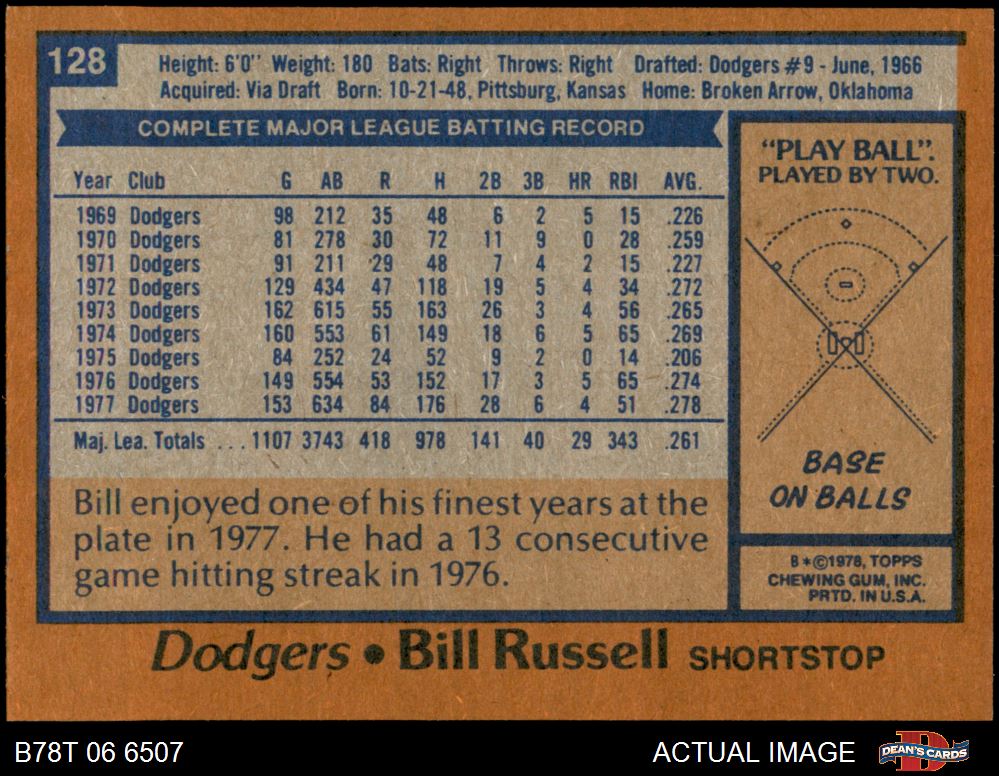 128
Height: 6'0" Weight: 180 Bats: Right Throws: Right Drafted: Dodgers #9 - June, 1966
Acquired: Via Draft Born: 10-21-48, Pittsburg, Kansas Home: Broken Arrow, Oklahoma
COMPLETE MAJOR LEAGUE BATTING RECORD
Year Club G AB R H 2B 3B HR RBI AVG.
1969 Dodgers 98 212 35 48 6 2 5 15 .226
1970 Dodgers 81 278 30 72 11 9 0 28 .259
1971 Dodgers 91 211 29 48 7 4 2 15 .227
1972 Dodgers 129 434 47 118 19 5 4 34 .272
1973 Dodgers 162 615 55 163 26 3 4 56 .265
1974 Dodgers 160 553 61 149 18 6 5 65 .269
1975 Dodgers 84 252 24 52 9 2 0 14 .206
1976 Dodgers 149 554 53 152 17 3 5 65 .274
1977 Dodgers 153 634 84 176 28 6 4 51 .278
Maj. Lea. Totals ... 1107 3743 418 978 141 40 29 343 .261
Bill enjoyed one of his finest years at the
plate in 1977. He had a 13 consecutive
game hitting streak in 1976.
"PLAY BALL".
PLAYED BY TWO.
BASE
ON BALLS
B*©1978, TOPPS
CHEWING GUM, INC.
PRTD. IN U.S.A.
Dodgers • Bill Russell SHORTSTOP
B78T 06 6507
ACTUAL IMAGE
DEAN'S CARDS